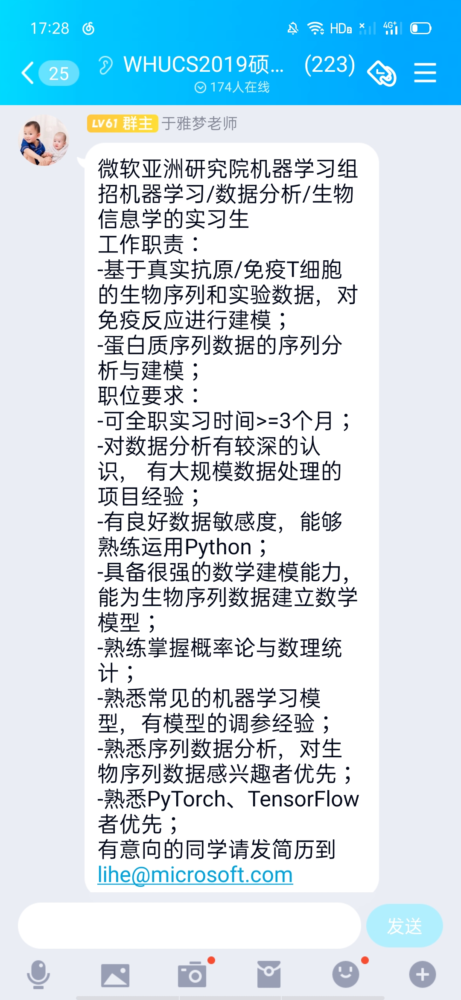 17:28
HD2
4G+
25
WHUCS2019硕... (223)
174人在线
LV61 群主 于雅梦老师
微软亚洲研究院机器学习组
招机器学习/数据分析/生物
信息学的实习生
工作职责：
-基于真实抗原/免疫T细胞
的生物序列和实验数据，对
免疫反应进行建模；
-蛋白质序列数据的序列分
析与建模；
职位要求：
-可全职实习时间>=3个月；
-对数据分析有较深的认
识， 有大规模数据处理的
项目经验；
-有良好数据敏感度，能够
熟练运用Python；
-具备很强的数学建模能力，
能为生物序列数据建立数学
模型；
-熟练掌握概率论与数理统
计；
-熟悉常见的机器学习模
型，有模型的调参经验；
-熟悉序列数据分析，对生
物序列数据感兴趣者优先；
-熟悉PyTorch、TensorFlow
者优先；
有意向的同学请发简历到
lihe@microsoft.com
发送